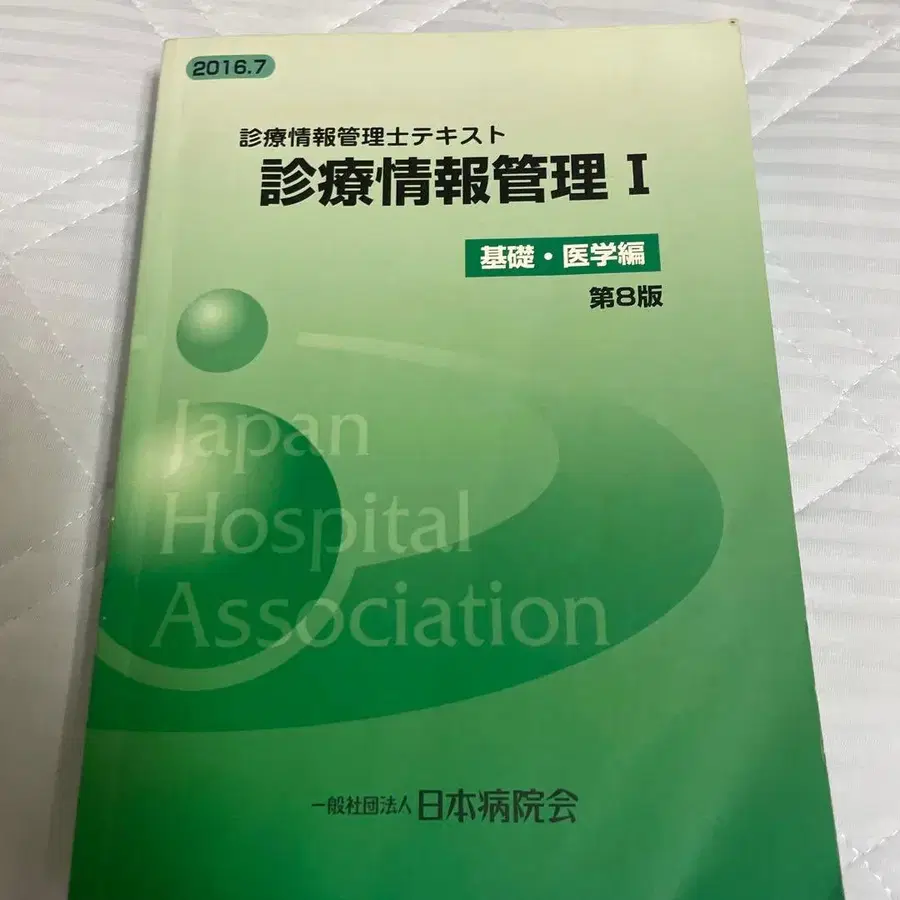 2016.7
診療情報管理士テキスト
診療情報管理 I
基礎・医学編
第8版
Japan
Hospital
Association
一般社団法人 日本病院会